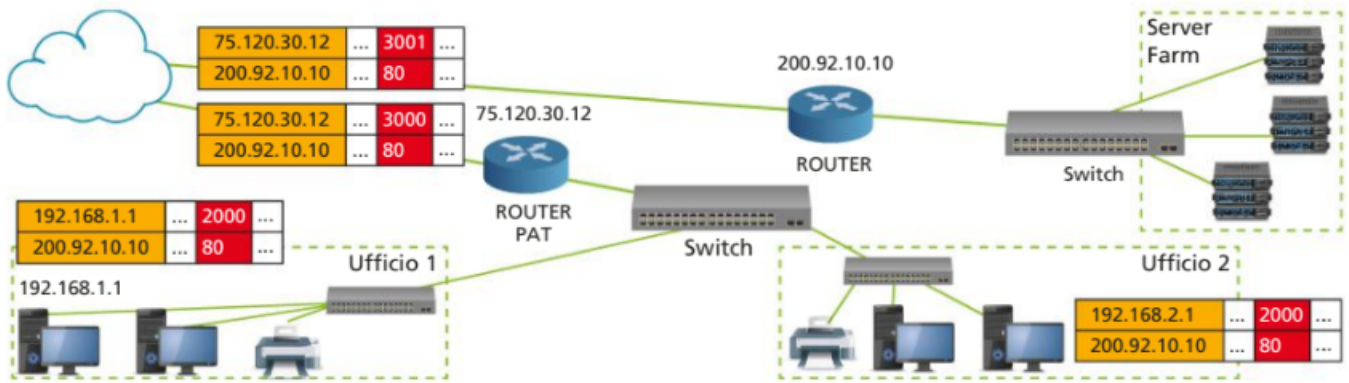 75.120.30.12 ... 3001 ...
200.92.10.10 ... 80 ...
75.120.30.12 ... 3000 ...
200.92.10.10 ... 80 ...
75.120.30.12
ROUTER
PAT
200.92.10.10
ROUTER
Server
Farm
Switch
Switch
192.168.1.1 ... 2000 ...
200.92.10.10 ... 80 ...
Ufficio 1
192.168.1.1
Ufficio 2
192.168.2.1 ... 2000 ...
200.92.10.10 ... 80 ...